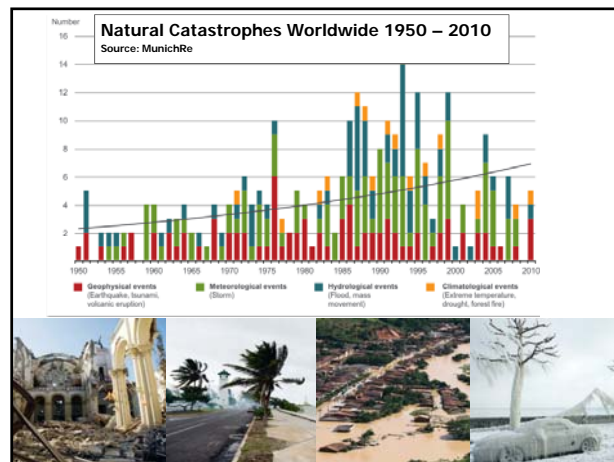 Number
Natural Catastrophes Worldwide 1950 – 2010
Source: MunichRe
16
14
12
10
8
6
4
2
1950 1955 1960 1965 1970 1975 1980 1985 1990 1995 2000 2005 2010
Geophysical events
(Earthquake, tsunami,
volcanic eruption)
Meteorological events
(Storm)
Hydrological events
(Flood, mass
movement)
Climatological events
(Extreme temperature,
drought, forest fire)